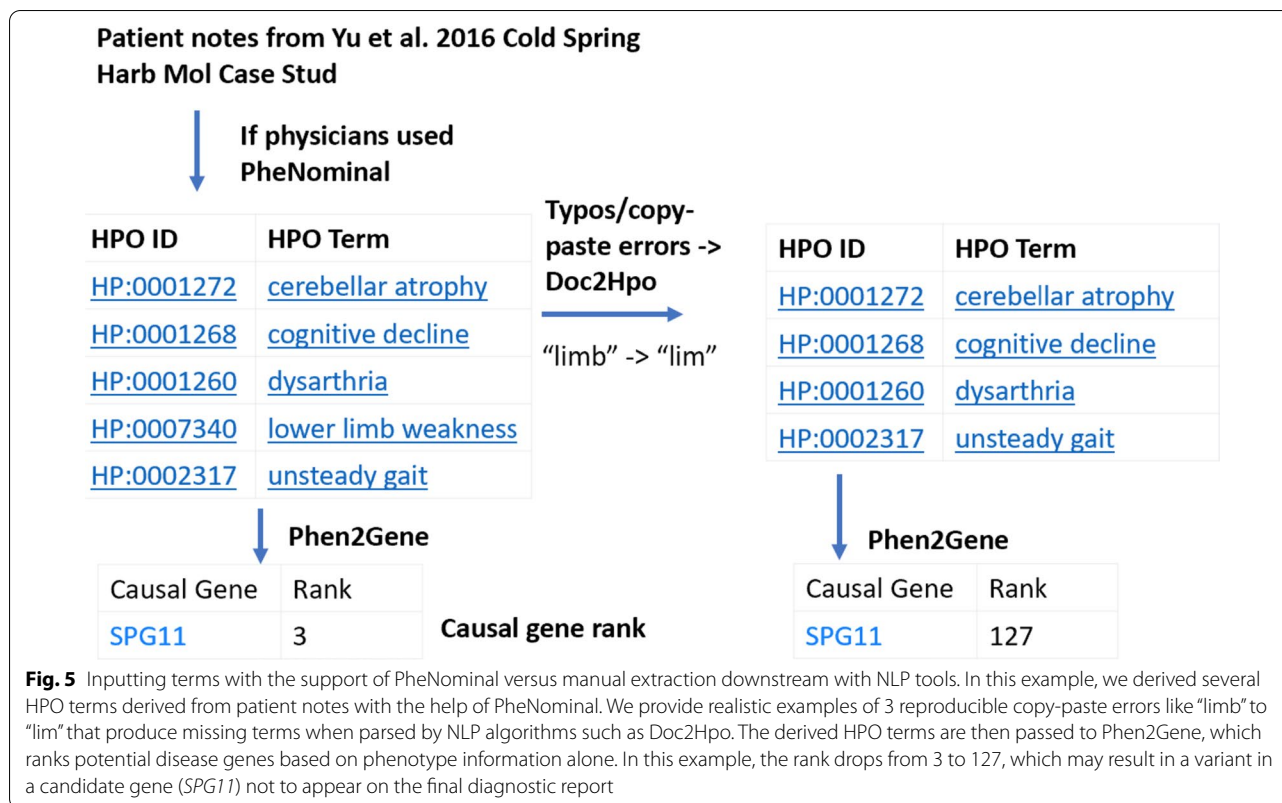 Patient notes from Yu et al. 2016 Cold Spring
Harb Mol Case Stud
If physicians used
PheNominal
HPO ID HPO Term
HP:0001272 cerebellar atrophy
HP:0001268 cognitive decline
HP:0001260 dysarthria
HP:0007340 lower limb weakness
HP:0002317 unsteady gait
Typos/copy-
paste errors ->
Doc2Hpo
“limb” -> “lim”
HPO ID HPO Term
HP:0001272 cerebellar atrophy
HP:0001268 cognitive decline
HP:0001260 dysarthria
HP:0002317 unsteady gait
Phen2Gene
Causal Gene Rank
SPG11 3
Causal gene rank
Phen2Gene
Causal Gene Rank
SPG11 127
Fig. 5 Inputting terms with the support of PheNominal versus manual extraction downstream with NLP tools. In this example, we derived several
HPO terms derived from patient notes with the help of PheNominal. We provide realistic examples of 3 reproducible copy-paste errors like “limb” to
“lim” that produce missing terms when parsed by NLP algorithms such as Doc2Hpo. The derived HPO terms are then passed to Phen2Gene, which
ranks potential disease genes based on phenotype information alone. In this example, the rank drops from 3 to 127, which may result in a variant in
a candidate gene (SPG11) not to appear on the final diagnostic report